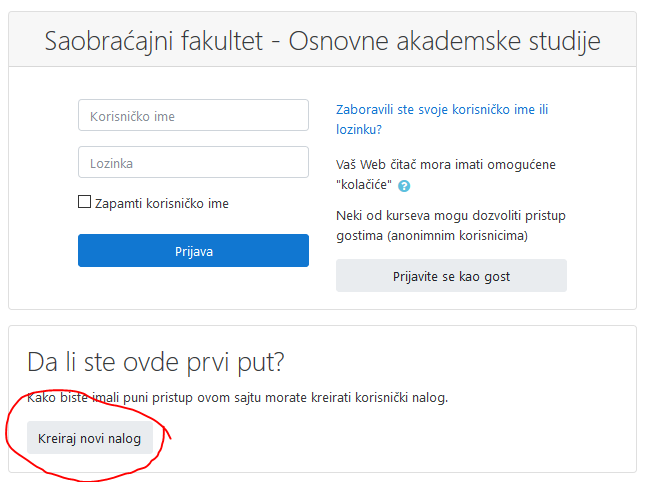 Saobraćajni fakultet - Osnovne akademske studije
Korisničko ime
Lozinka
Zapamti korisničko ime
Prijava
Zaboravili ste svoje korisničko ime ili
lozinku?
Vaš Web čitač mora imati omogućene
"kolačiće" ?
Neki od kurseva mogu dozvoliti pristup
gostima (anonimnim korisnicima)
Prijavite se kao gost
Da li ste ovde prvi put?
Kako biste imali puni pristup ovom sajtu morate kreirati korisnički nalog.
Kreiraj novi nalog